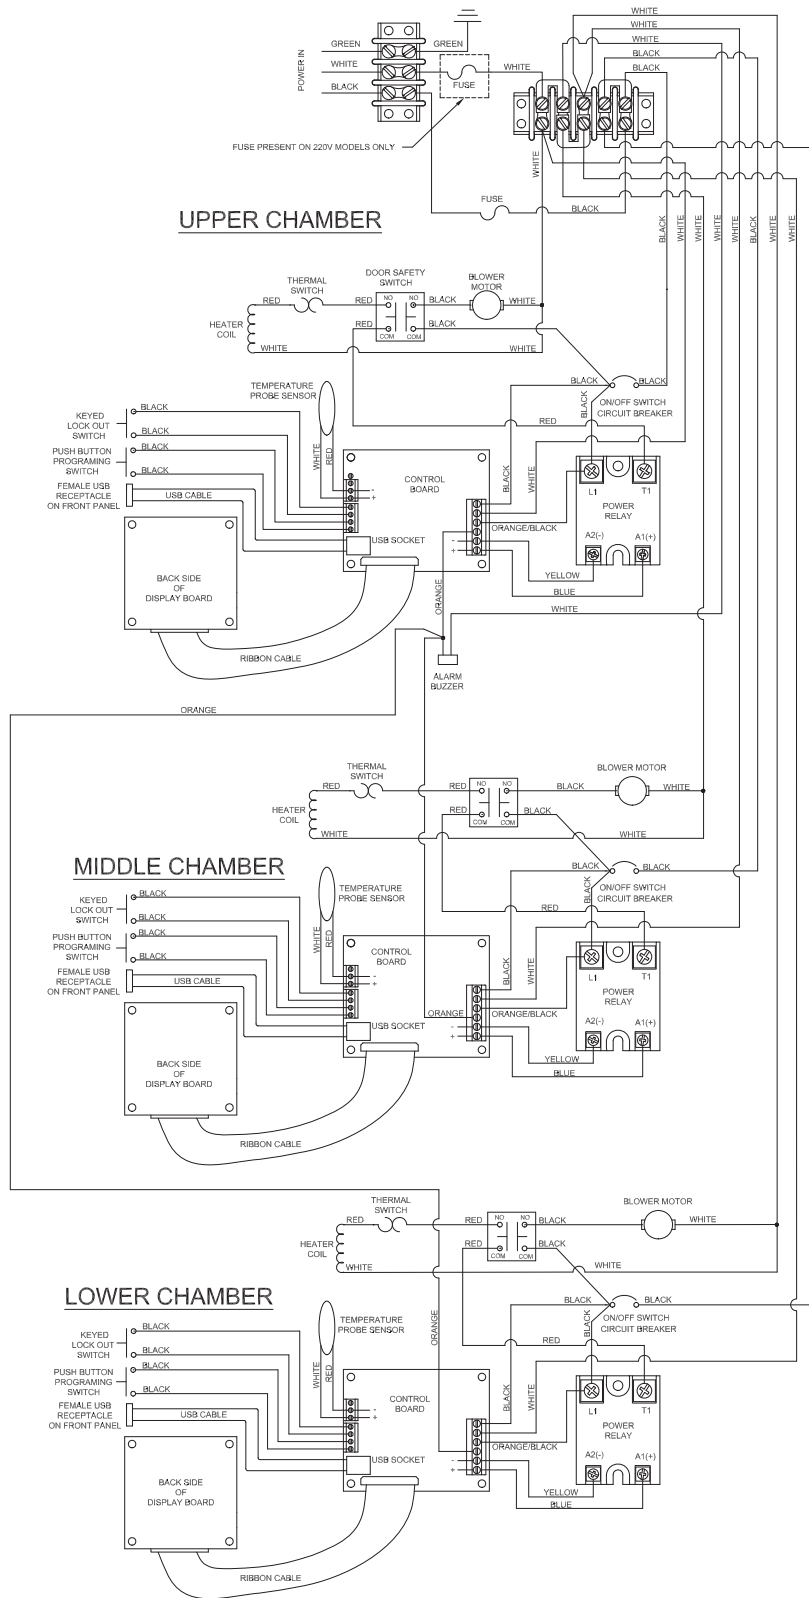 WHITE
WHITE
WHITE
BLACK
BLACK
POWER IN
GREEN
GREEN
WHITE
WHITE
BLACK
FUSE
FUSE PRESENT ON 220V MODELS ONLY
WHITE
FUSE
BLACK
BLACK
WHITE
WHITE
WHITE
WHITE
BLACK
WHITE
WHITE
UPPER CHAMBER
THERMAL
SWITCH
DOOR SAFETY
SWITCH
BLOWER
MOTOR
RED
RED
NO
NO
BLACK
WHITE
HEATER
COIL
RED
COM
COM
BLACK
WHITE
WHITE
TEMPERATURE
PROBE SENSOR
BLACK
BLACK
ON/OFF SWITCH
CIRCUIT BREAKER
BLACK
RED
KEYED
LOCK OUT
SWITCH
BLACK
BLACK
PUSH BUTTON
PROGRAMING
SWITCH
BLACK
BLACK
FEMALE USB
RECEPTACLE
ON FRONT PANEL
USB CABLE
WHITE
RED
-
+
CONTROL
BOARD
BLACK
WHITE
ORANGE/BLACK
L1
T1
POWER
RELAY
A2(-)
A1(+)
USB SOCKET
-
+
YELLOW
BLUE
ORANGE
WHITE
BACK SIDE
OF
DISPLAY BOARD
RIBBON CABLE
ALARM
BUZZER
ORANGE
THERMAL
SWITCH
BLOWER MOTOR
RED
RED
NO
NO
BLACK
WHITE
HEATER
COIL
RED
COM
COM
BLACK
WHITE
WHITE
MIDDLE CHAMBER
TEMPERATURE
PROBE SENSOR
BLACK
BLACK
ON/OFF SWITCH
CIRCUIT BREAKER
BLACK
RED
KEYED
LOCK OUT
SWITCH
BLACK
BLACK
PUSH BUTTON
PROGRAMING
SWITCH
BLACK
BLACK
FEMALE USB
RECEPTACLE
ON FRONT PANEL
USB CABLE
WHITE
RED
-
+
CONTROL
BOARD
BLACK
WHITE
ORANGE
ORANGE/BLACK
L1
T1
POWER
RELAY
A2(-)
A1(+)
USB SOCKET
-
+
YELLOW
BLUE
BACK SIDE
OF
DISPLAY BOARD
RIBBON CABLE
THERMAL
SWITCH
BLOWER MOTOR
RED
RED
NO
NO
BLACK
WHITE
HEATER
COIL
RED
COM
COM
BLACK
WHITE
WHITE
LOWER CHAMBER
TEMPERATURE
PROBE SENSOR
ORANGE
BLACK
BLACK
ON/OFF SWITCH
CIRCUIT BREAKER
BLACK
RED
KEYED
LOCK OUT
SWITCH
BLACK
BLACK
PUSH BUTTON
PROGRAMING
SWITCH
BLACK
BLACK
FEMALE USB
RECEPTACLE
ON FRONT PANEL
USB CABLE
WHITE
RED
-
+
CONTROL
BOARD
BLACK
WHITE
ORANGE/BLACK
L1
T1
POWER
RELAY
A2(-)
A1(+)
USB SOCKET
-
+
YELLOW
BLUE
BACK SIDE
OF
DISPLAY BOARD
RIBBON CABLE